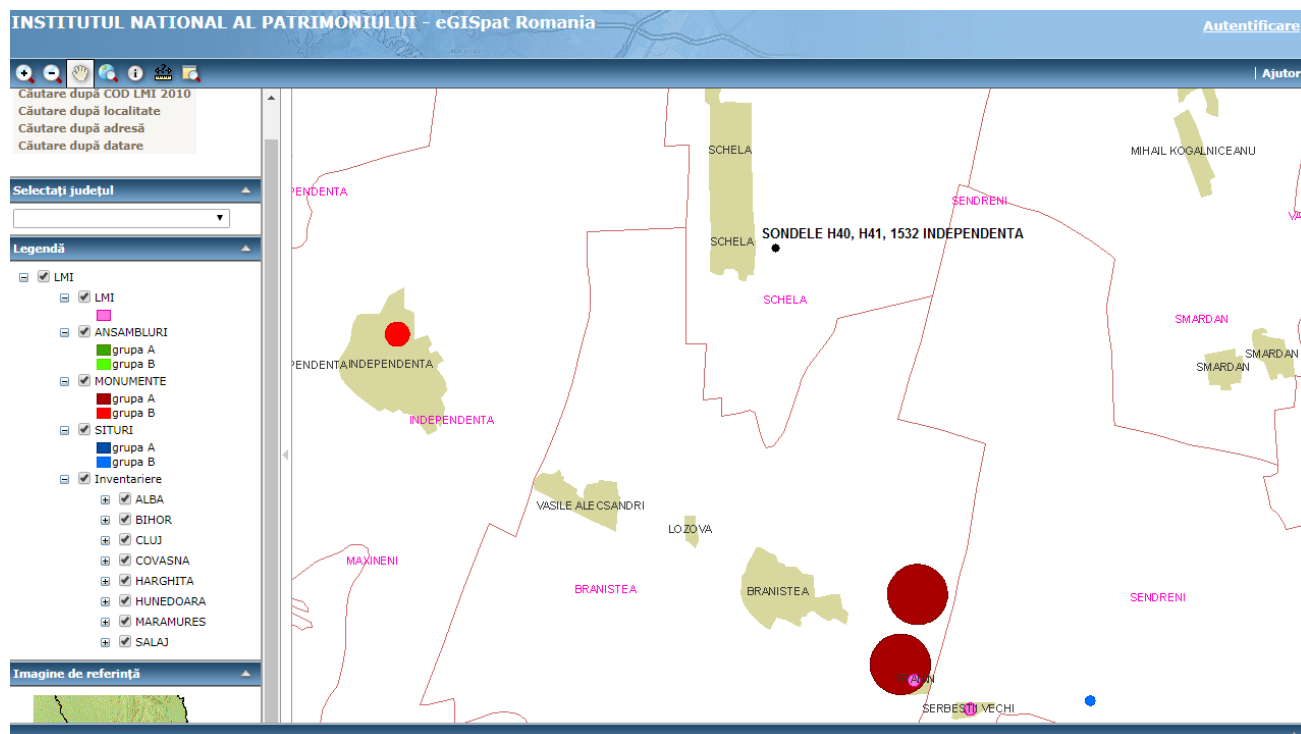 INSTITUTUL NATIONAL AL PATRIMONIULUI - eGISpat Romania
Autentificare
Ajutor
Căutare după COD LMI 2010
Căutare după localitate
Căutare după adresă
Căutare după datare
Selectați județul
Legendă
LMI
LMI
ANSAMBLURI
grupa A
grupa B
MONUMENTE
grupa A
grupa B
SITURI
grupa A
grupa B
Inventariere
ALBA
BIHOR
CLUJ
COVASNA
HARGHITA
HUNEDOARA
MARAMURES
SALAJ
Imagine de referință
SCHELA
MIHAIL KOGALNICEANU
PENDENTA
SENDRENI
VA
SONDELE H40, H41, 1532 INDEPENDENTA
SCHELA
SCHELA
SMARDAN
SMARDAN
SMARDAN
PENDENTA
INDEPENDENTA
INDEPENDENTA
VASILE ALECSANDRI
LOZOVA
MAXINENI
BRANISTEA
BRANISTEA
SENDRENI
SERBESTII VECHI